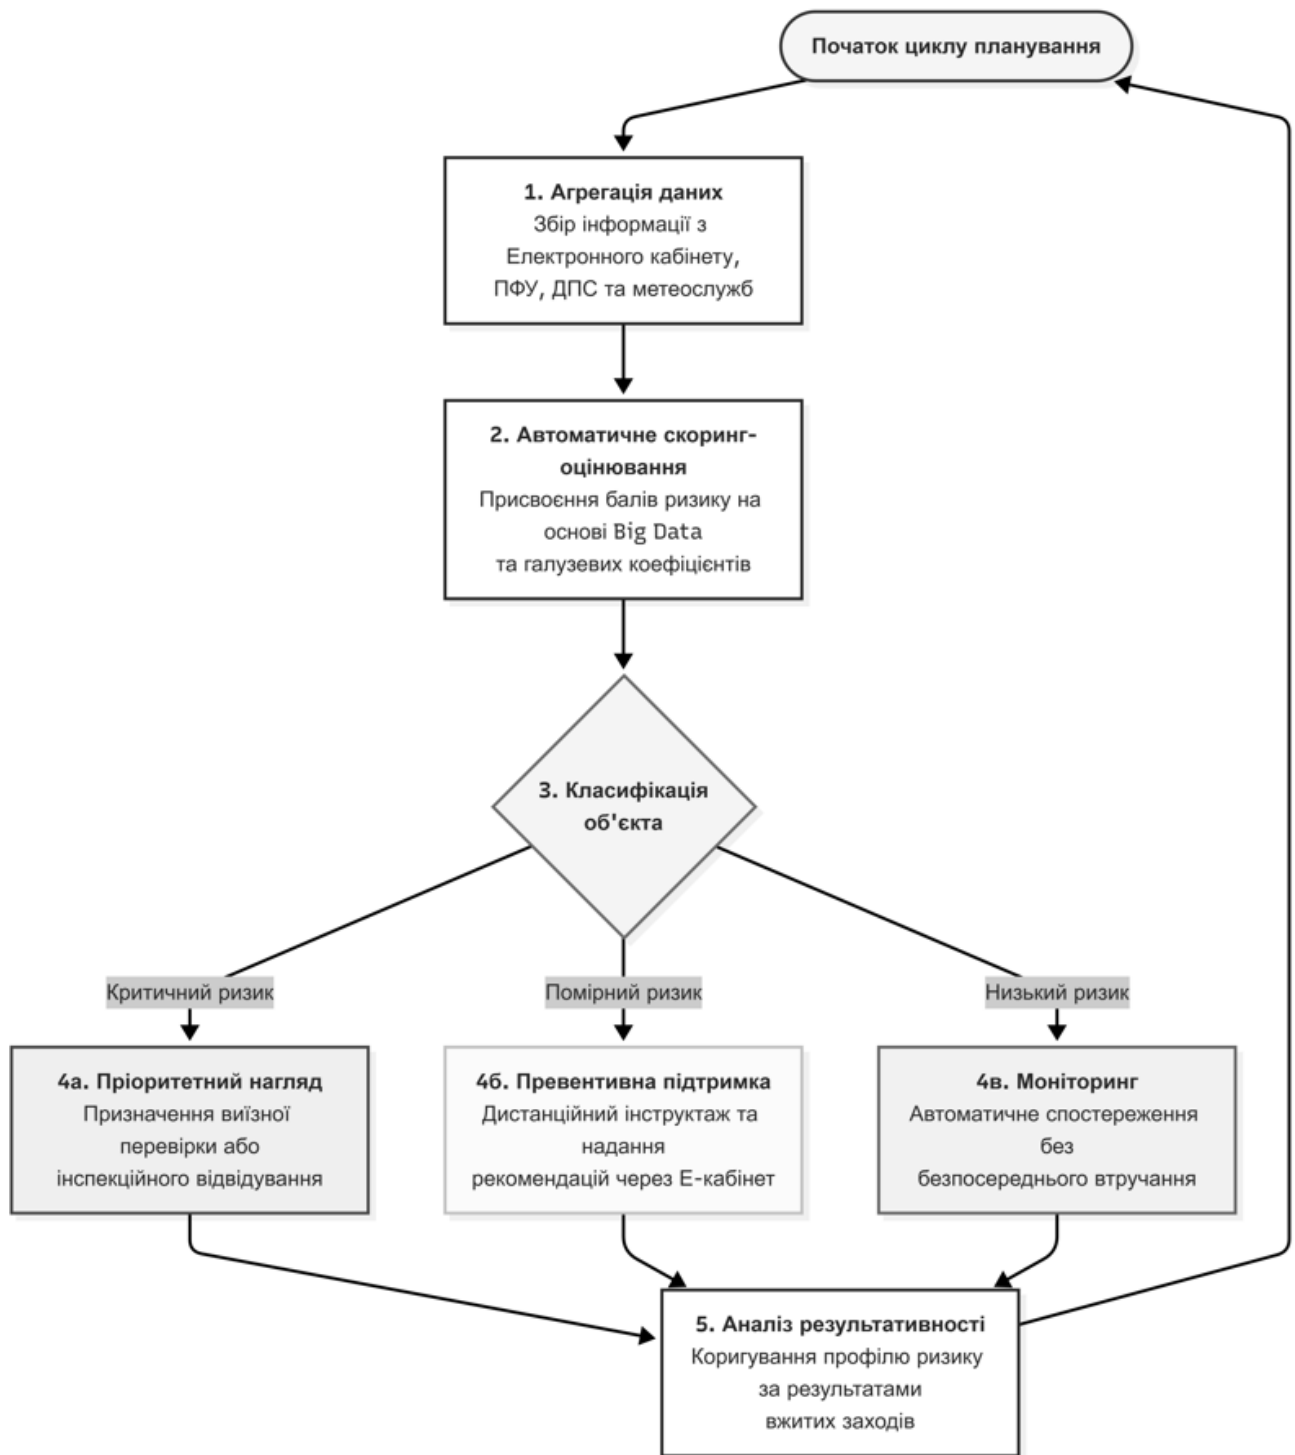 Початок циклу планування
1. Агрегація даних
Збір інформації з
Електронного кабінету,
ПФУ, ДПС та метеослужб
2. Автоматичне скоринг-
оцінювання
Присвоєння балів ризику на
основі Big Data
та галузевих коефіцієнтів
3. Класифікація
об'єкта
Критичний ризик
Помірний ризик
Низький ризик
4а. Пріоритетний нагляд
Призначення виїзної
перевірки або
інспекційного відвідування
4б. Превентивна підтримка
Дистанційний інструктаж та
надання
рекомендацій через Е-кабінет
4в. Моніторинг
Автоматичне спостереження
без
безпосереднього втручання
5. Аналіз результативності
Коригування профілю ризику
за результатами
вжитих заходів